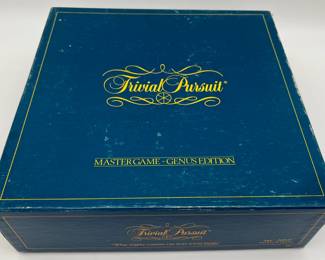 Trivial Pursuit®
MASTER GAME - GENUS EDITION
Trivial Pursuit